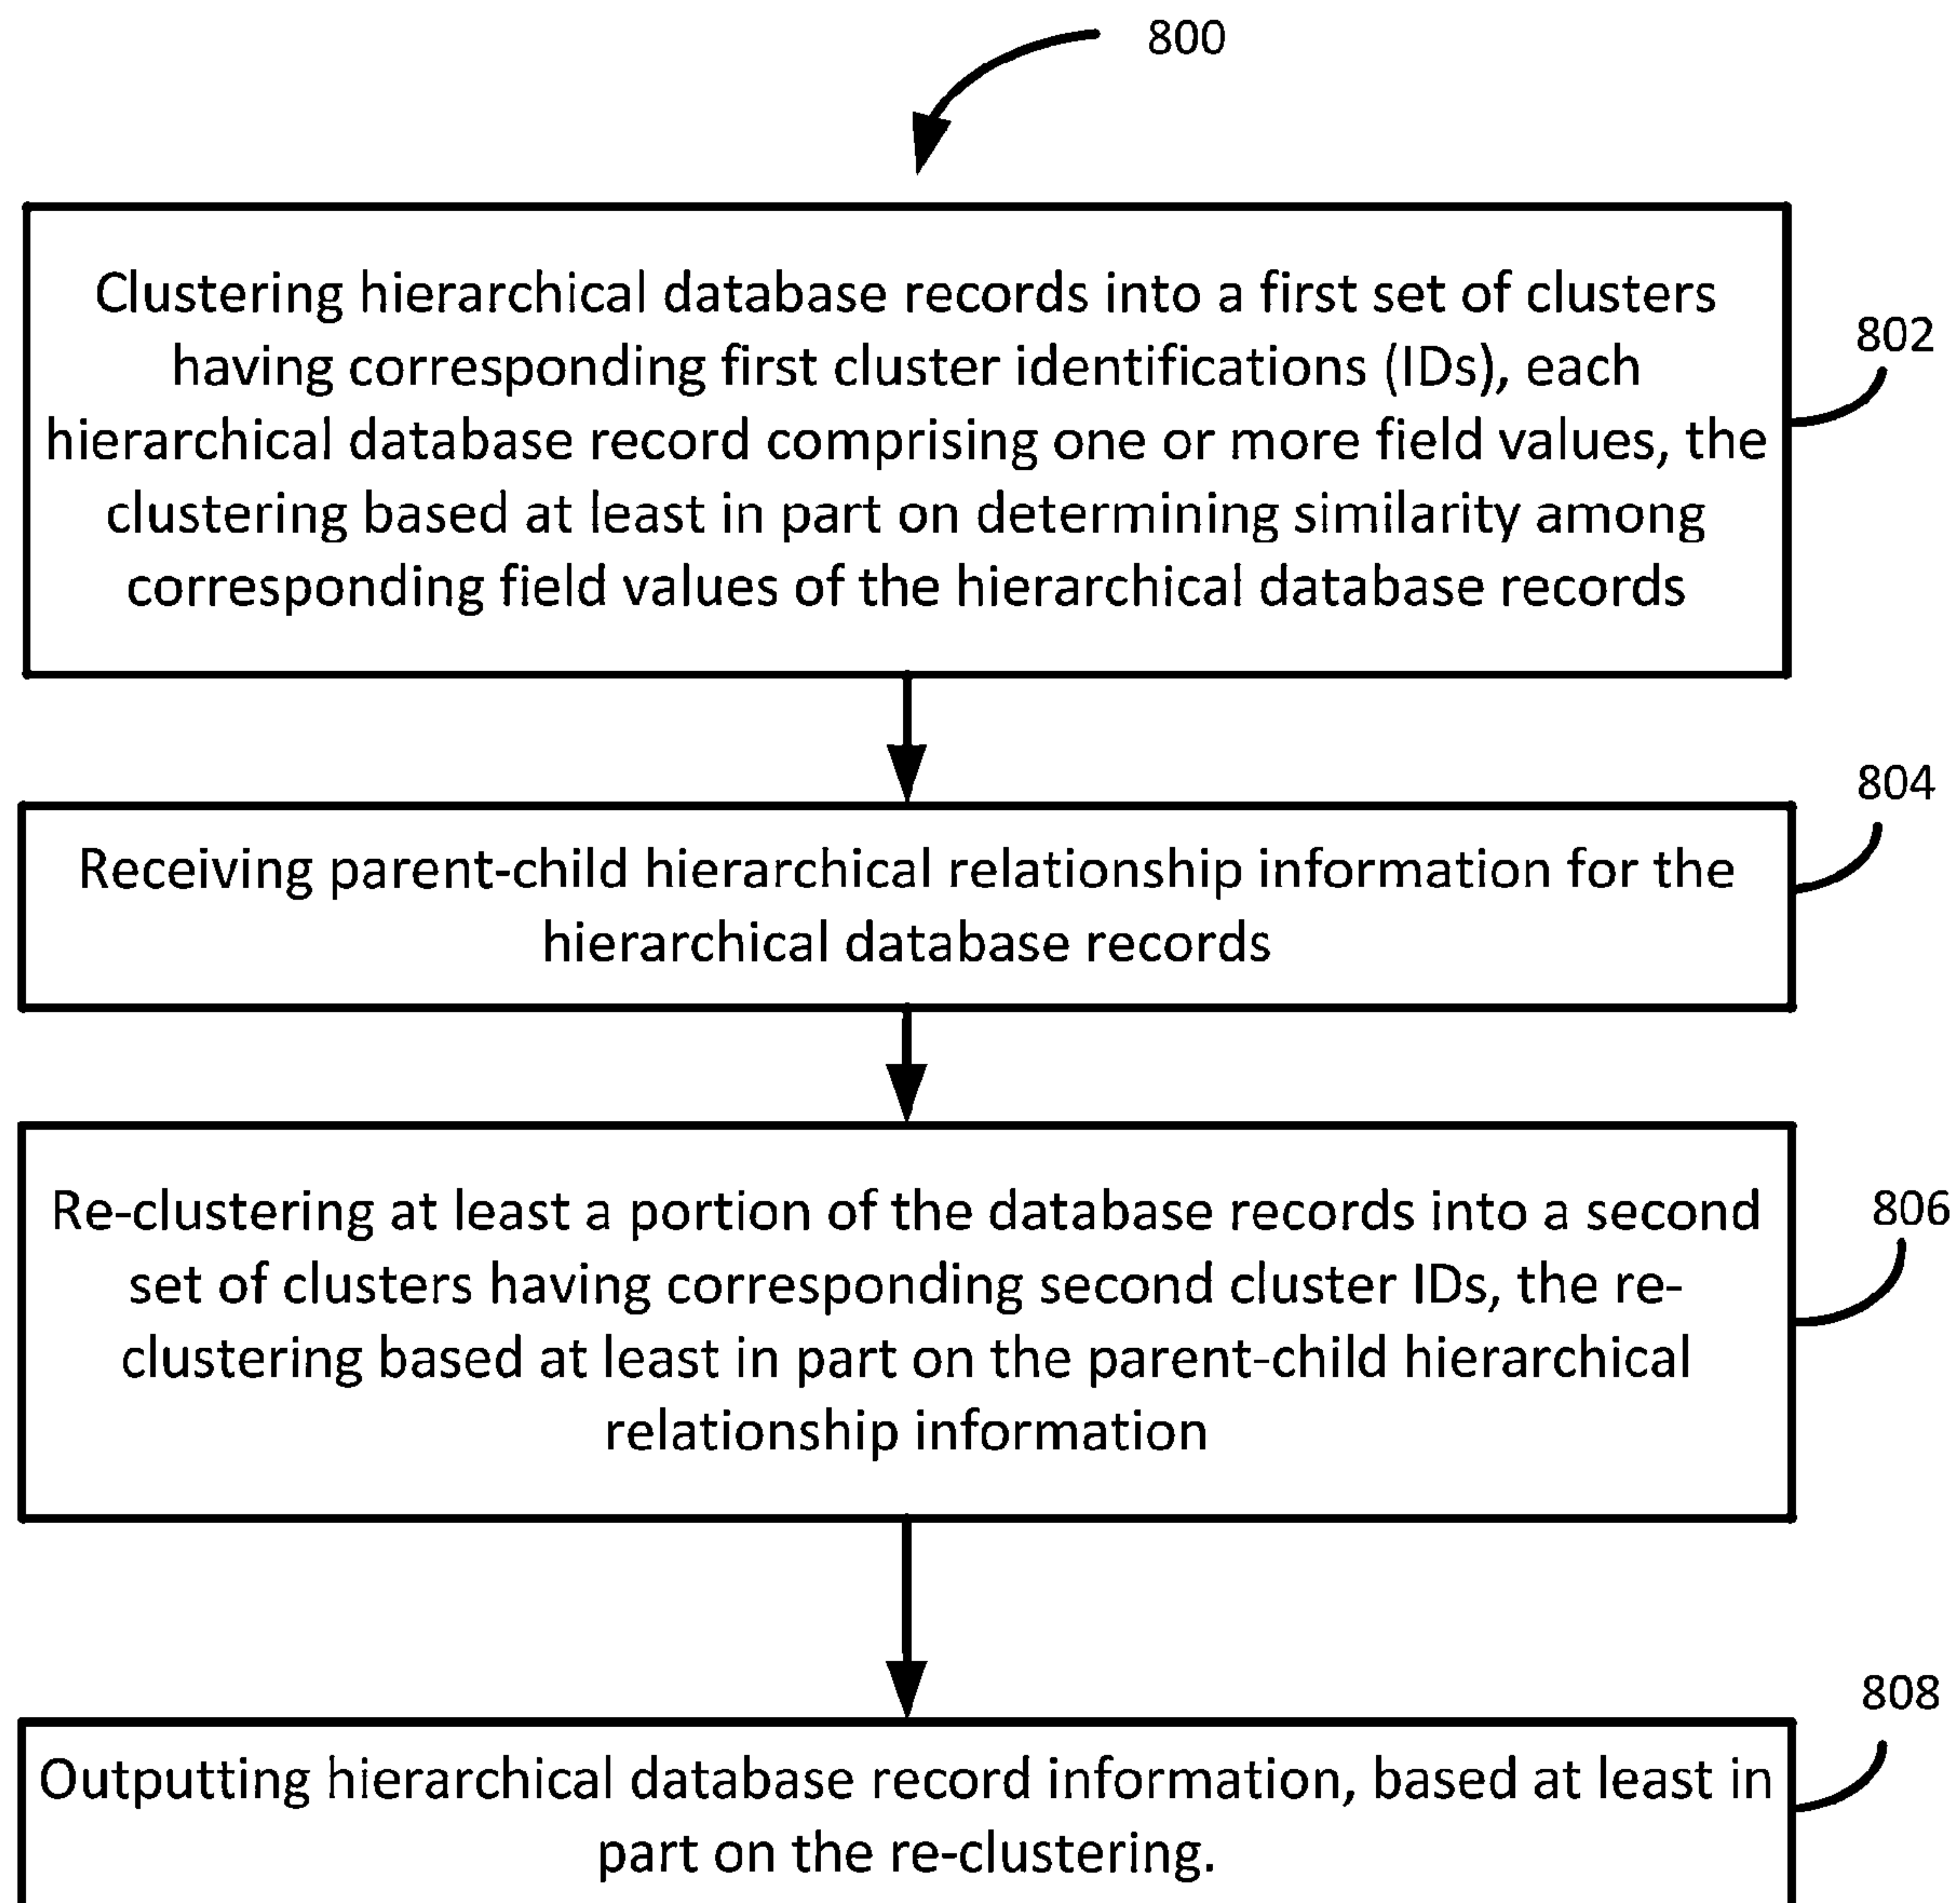 800
Clustering hierarchical database records into a first set of clusters
having corresponding first cluster identifications (IDs), each
hierarchical database record comprising one or more field values, the
clustering based at least in part on determining similarity among
corresponding field values of the hierarchical database records
802
Receiving parent-child hierarchical relationship information for the
hierarchical database records
804
Re-clustering at least a portion of the database records into a second
set of clusters having corresponding second cluster IDs, the re-
clustering based at least in part on the parent-child hierarchical
relationship information
806
Outputting hierarchical database record information, based at least in
part on the re-clustering.
808